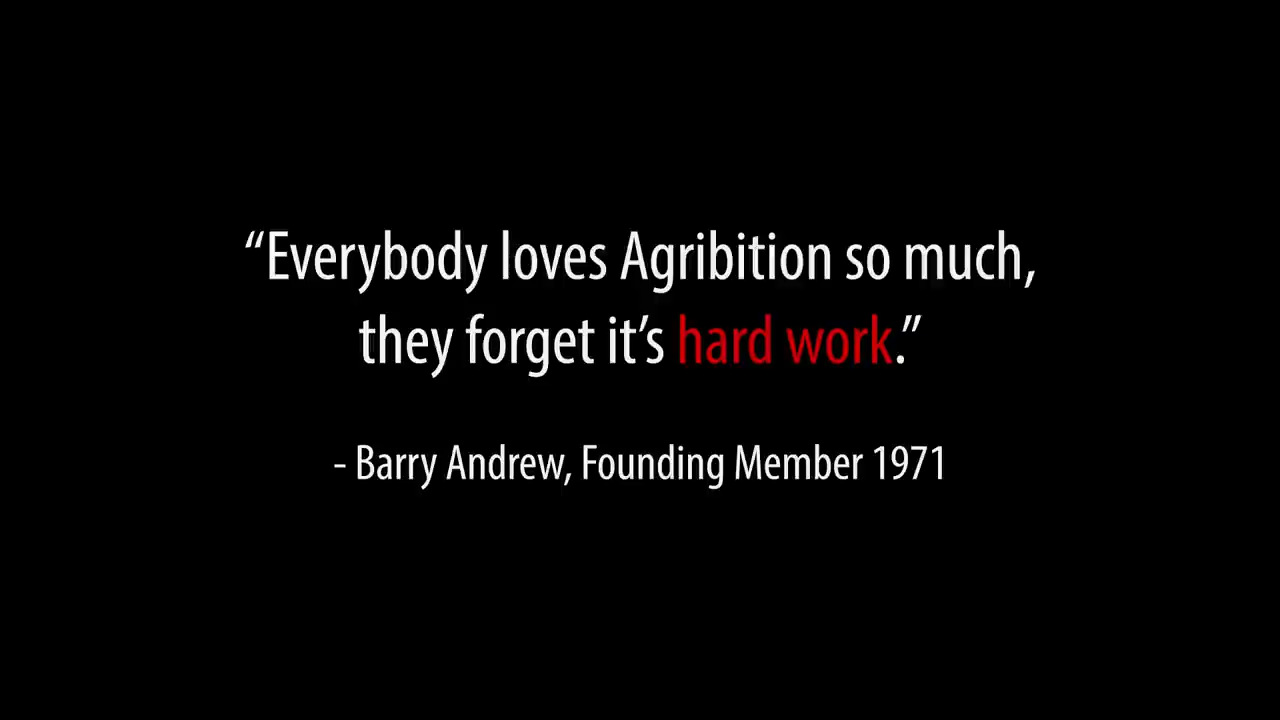 “Everybody loves Agribition so much,
they forget it’s hard work.”
- Barry Andrew, Founding Member 1971